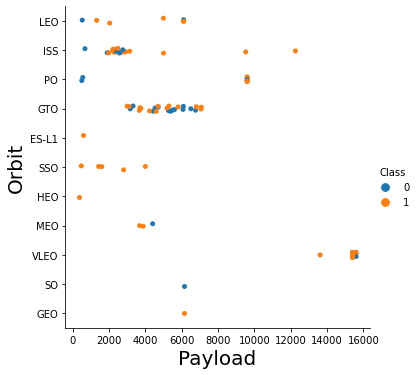 LEO
ISS
PO
GTO
ES-L1
SSO
HEO
MEO
VLEO
SO
GEO
Orbit
0 2000 4000 6000 8000 10000 12000 14000 16000
Payload
Class
0
1